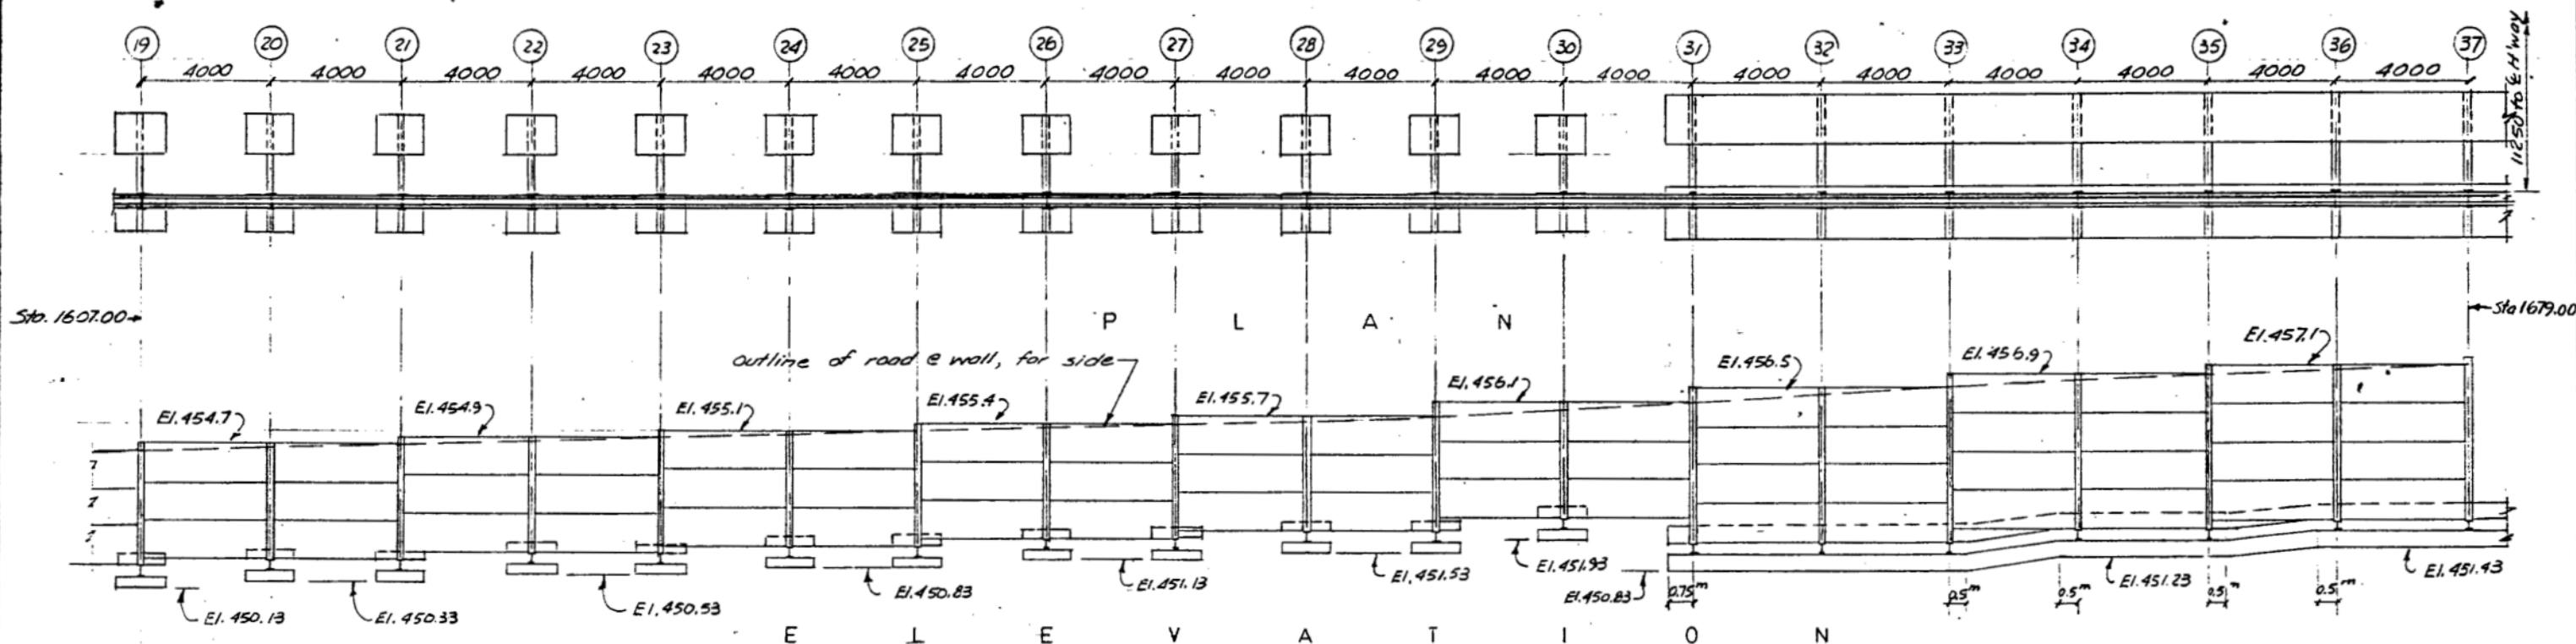 19 20 21 22 23 24 25 26 27 28 29 30 31 32 33 34 35 36 37
4000 4000 4000 4000 4000 4000 4000 4000 4000 4000 4000 4000 4000 4000 4000 4000 4000 4000
11250 to ℄ H'way
Sta. 1607.00
P L A N
Sta 1679.00
outline of road @ wall, far side
El. 457.1
El. 456.9
El. 456.5
El. 456.1
El. 455.7
El. 455.4
El. 455.1
El. 454.9
El. 454.7
El. 450.13
El. 450.33
El. 450.53
El. 450.83
El. 451.13
El. 451.53
El. 451.93
El. 450.83
0.75m
0.5m
0.5m
El. 451.23
0.5m
0.5m
El. 451.43
E L E V A T I O N